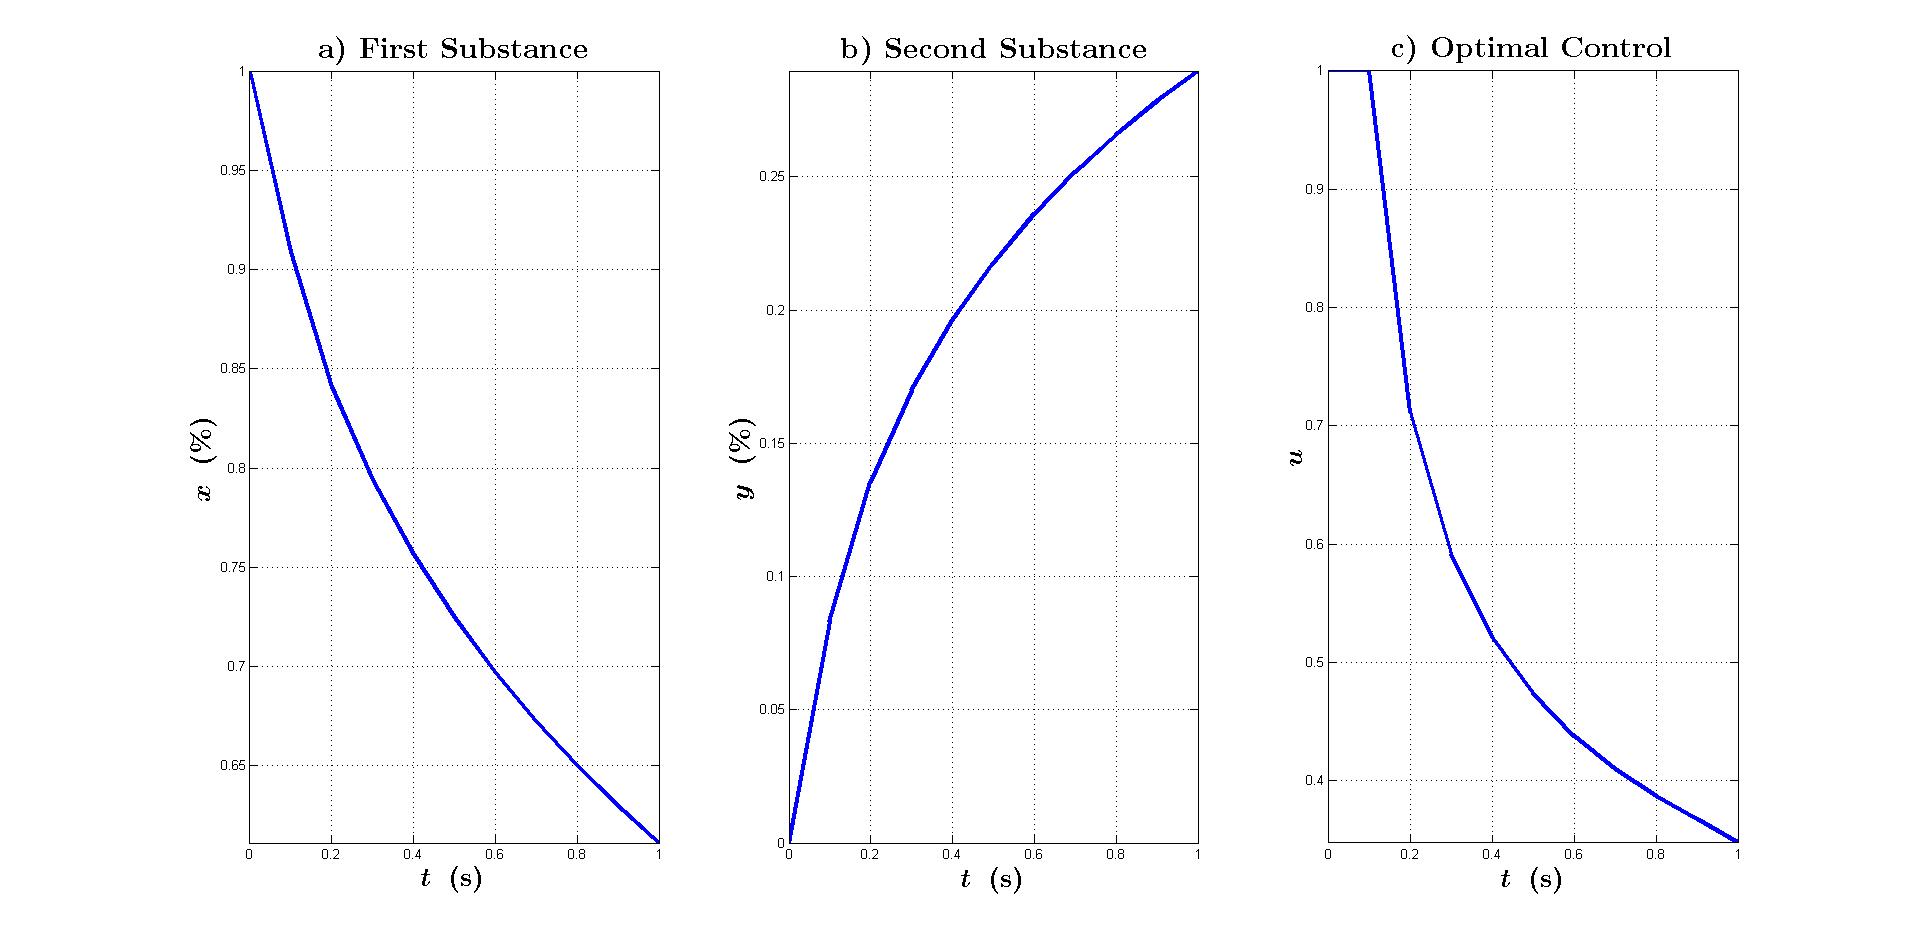 a) First Substance
1
0.95
0.9
0.85
0.8
0.75
0.7
0.65
x (%)
0 0.2 0.4 0.6 0.8 1
t (s)
b) Second Substance
0.25
0.2
0.15
0.1
0.05
0
y (%)
0 0.2 0.4 0.6 0.8 1
t (s)
c) Optimal Control
1
0.9
0.8
0.7
0.6
0.5
0.4
u
0 0.2 0.4 0.6 0.8 1
t (s)